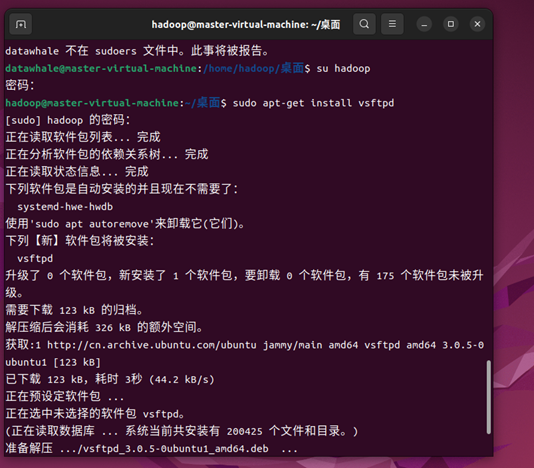 hadoop@master-virtual-machine: ~/桌面
datawhale 不在 sudoers 文件中。此事将被报告。
datawhale@master-virtual-machine:/home/hadoop/桌面$ su hadoop
密码：
hadoop@master-virtual-machine:~/桌面$ sudo apt-get install vsftpd
[sudo] hadoop 的密码：
正在读取软件包列表... 完成
正在分析软件包的依赖关系树... 完成
正在读取状态信息... 完成
下列软件包是自动安装的并且现在不需要了：
systemd-hwe-hwdb
使用'sudo apt autoremove'来卸载它(它们)。
下列【新】软件包将被安装：
vsftpd
升级了 0 个软件包，新安装了 1 个软件包，要卸载 0 个软件包，有 175 个软件包未被升
级。
需要下载 123 kB 的归档。
解压缩后会消耗 326 kB 的额外空间。
获取:1 http://cn.archive.ubuntu.com/ubuntu jammy/main amd64 vsftpd amd64 3.0.5-0
ubuntu1 [123 kB]
已下载 123 kB，耗时 3秒 (44.2 kB/s)
正在预设定软件包 ...
正在选中未选择的软件包 vsftpd。
(正在读取数据库 ... 系统当前共安装有 200425 个文件和目录。)
准备解压 .../vsftpd_3.0.5-0ubuntu1_amd64.deb ...